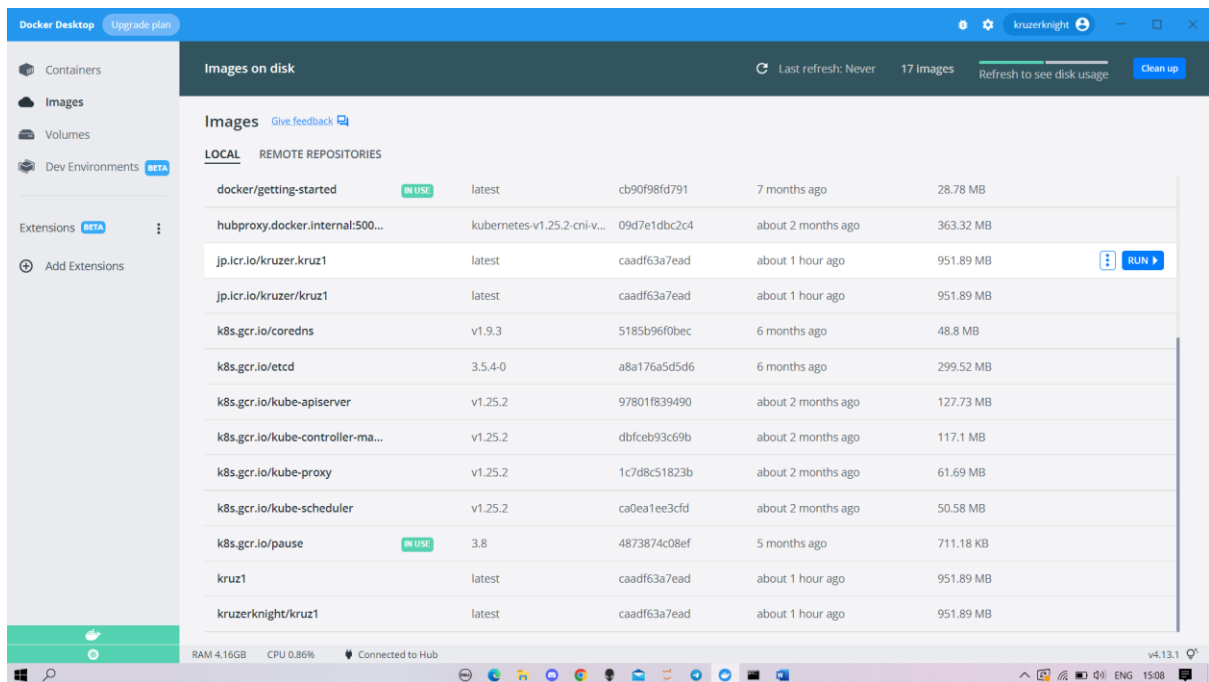 Docker Desktop Upgrade plan kruzerknight
Containers
Images
Volumes
Dev Environments BETA
Extensions BETA
Add Extensions
Images on disk Last refresh: Never 17 images Refresh to see disk usage Clean up
Images Give feedback
LOCAL REMOTE REPOSITORIES
docker/getting-started IN USE latest cb90f98fd791 7 months ago 28.78 MB
hubproxy.docker.internal:500... kubernetes-v1.25.2-cni-v... 09d7e1dbc2c4 about 2 months ago 363.32 MB
jp.icr.io/kruzer.kruz1 latest caadf63a7ead about 1 hour ago 951.89 MB RUN
jp.icr.io/kruzer/kruz1 latest caadf63a7ead about 1 hour ago 951.89 MB
k8s.gcr.io/coredns v1.9.3 5185b96f0bec 6 months ago 48.8 MB
k8s.gcr.io/etcd 3.5.4-0 a8a176a5d5d6 6 months ago 299.52 MB
k8s.gcr.io/kube-apiserver v1.25.2 97801f839490 about 2 months ago 127.73 MB
k8s.gcr.io/kube-controller-ma... v1.25.2 dbfceb93c69b about 2 months ago 117.1 MB
k8s.gcr.io/kube-proxy v1.25.2 1c7d8c51823b about 2 months ago 61.69 MB
k8s.gcr.io/kube-scheduler v1.25.2 ca0ea1ee3cfd about 2 months ago 50.58 MB
k8s.gcr.io/pause IN USE 3.8 4873874c08ef 5 months ago 711.18 KB
kruz1 latest caadf63a7ead about 1 hour ago 951.89 MB
kruzerknight/kruz1 latest caadf63a7ead about 1 hour ago 951.89 MB
RAM 4.16GB CPU 0.86% Connected to Hub v4.13.1
ENG 15:08